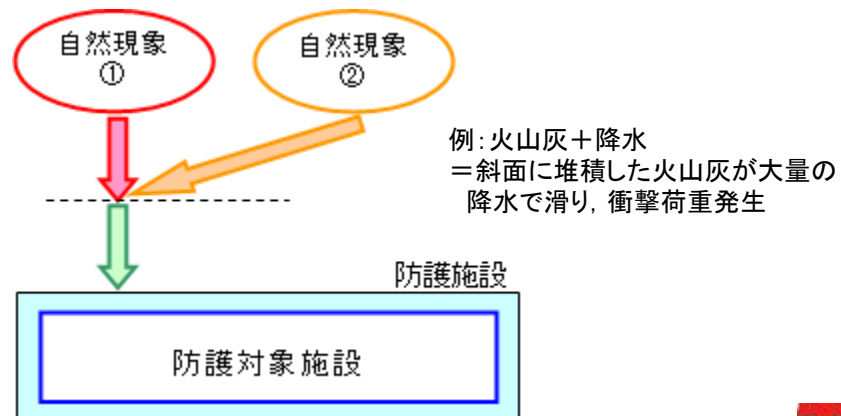 自然現象
①
自然現象
②
例：火山灰＋降水
＝斜面に堆積した火山灰が大量の
降水で滑り，衝撃荷重発生
防護施設
防護対象施設